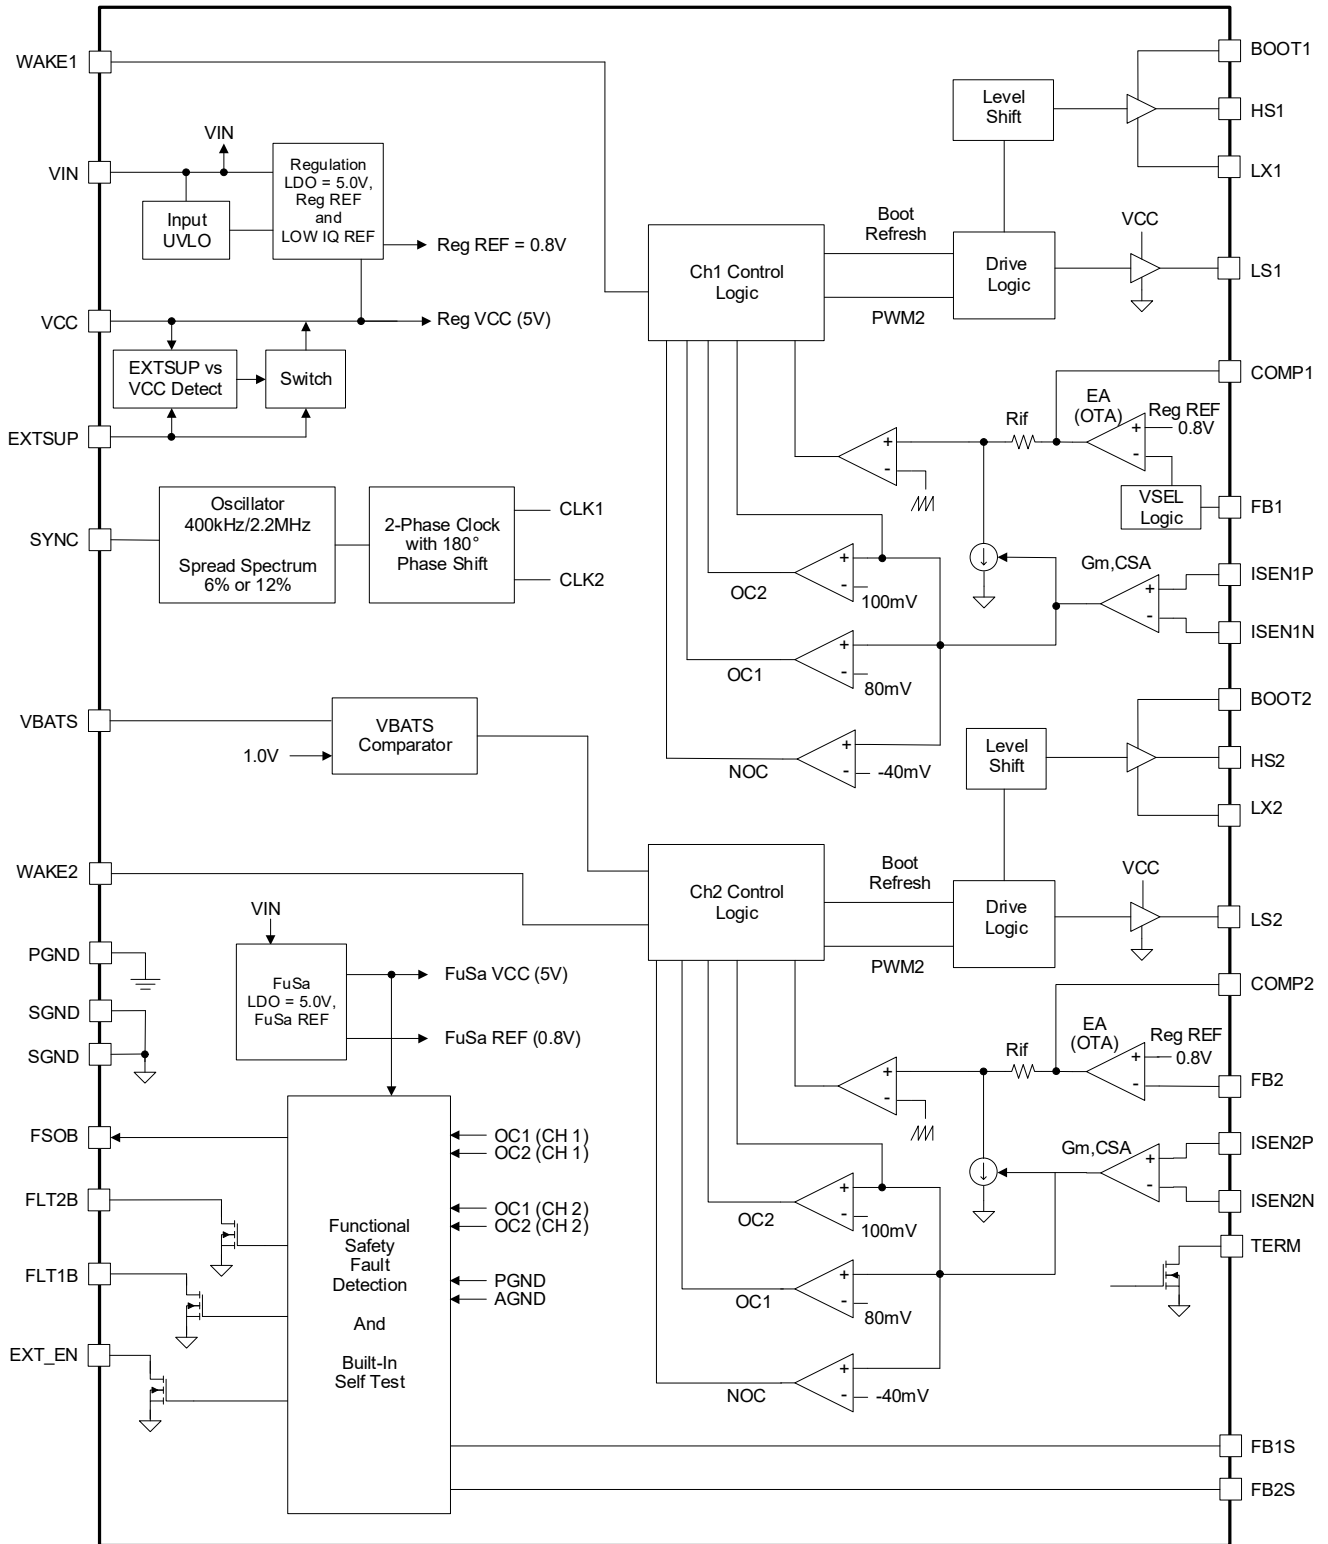 WAKE1
VIN
VIN
Regulation
LDO = 5.0V,
Reg REF
and
LOW IQ REF
Input
UVLO
Reg REF = 0.8V
VCC
Reg VCC (5V)
EXTSUP vs
VCC Detect
Switch
EXTSUP
Oscillator
400kHz/2.2MHz
Spread Spectrum
6% or 12%
SYNC
2-Phase Clock
with 180°
Phase Shift
CLK1
CLK2
VBATS
VBATS
Comparator
1.0V
WAKE2
VIN
PGND
SGND
SGND
FuSa
LDO = 5.0V,
FuSa REF
FuSa VCC (5V)
FuSa REF (0.8V)
FSOB
FLT2B
FLT1B
EXT_EN
Functional
Safety
Fault
Detection
And
Built-In
Self Test
OC1 (CH 1)
OC2 (CH 1)
OC1 (CH 2)
OC2 (CH 2)
PGND
AGND
BOOT1
Level
Shift
HS1
LX1
Ch1 Control
Logic
Boot
Refresh
PWM2
Drive
Logic
VCC
LS1
COMP1
EA
(OTA)
Reg REF
0.8V
Rif
+
-
+
-
VSEL
Logic
FB1
Gm,CSA
+
-
ISEN1P
ISEN1N
OC2
+
-
100mV
OC1
+
-
80mV
NOC
+
-
-40mV
BOOT2
Level
Shift
HS2
LX2
Ch2 Control
Logic
Boot
Refresh
PWM2
Drive
Logic
VCC
LS2
COMP2
EA
(OTA)
Reg REF
0.8V
Rif
+
-
+
-
FB2
Gm,CSA
+
-
ISEN2P
ISEN2N
OC2
+
-
100mV
TERM
OC1
+
-
80mV
NOC
+
-
-40mV
FB1S
FB2S